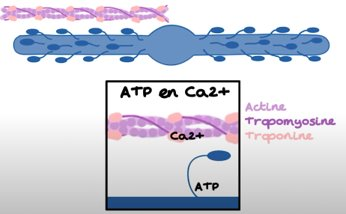 ATP en Ca2+
Actine
Tropomyosine
Troponine
Ca2+
ATP